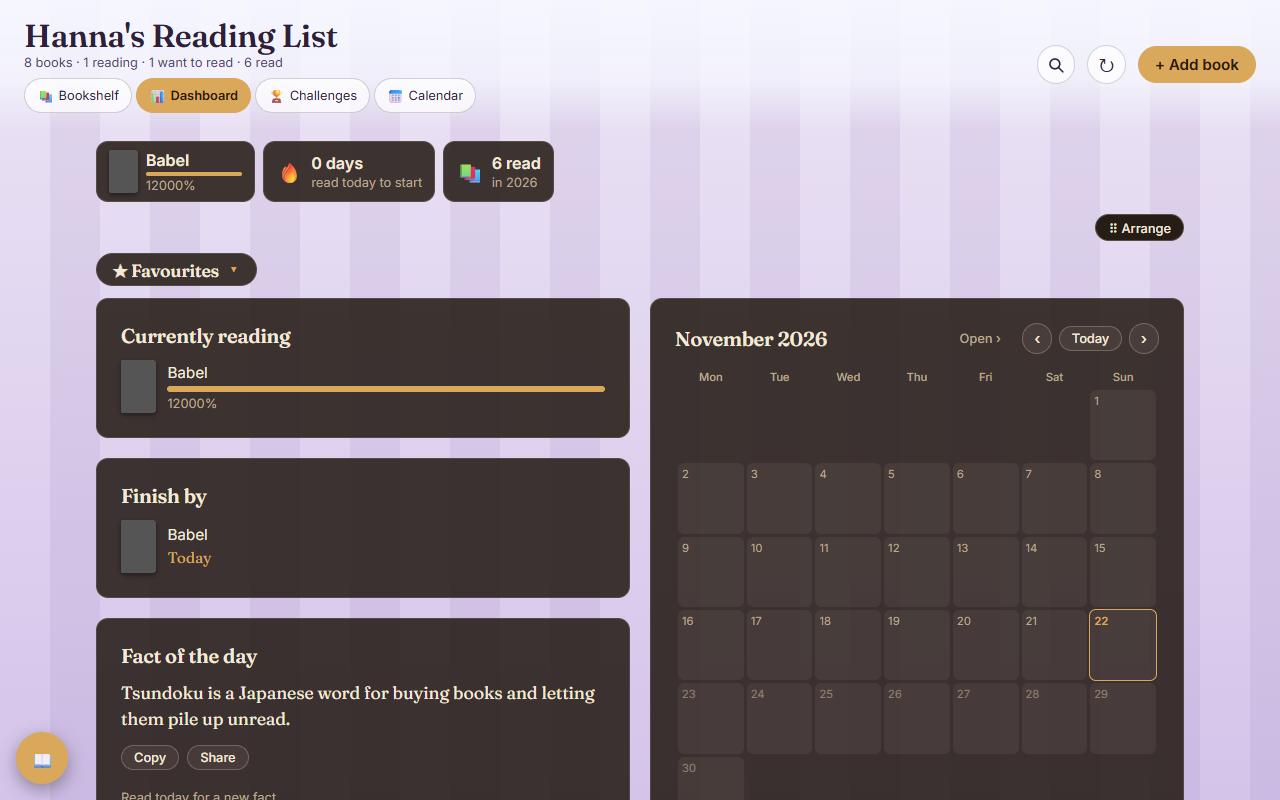 Hanna's Reading List
8 books · 1 reading · 1 want to read · 6 read
Bookshelf
Dashboard
Challenges
Calendar
+ Add book
Babel
12000%
0 days
read today to start
6 read
in 2026
Arrange
★ Favourites
Currently reading
Babel
12000%
Finish by
Babel
Today
Fact of the day
Tsundoku is a Japanese word for buying books and letting
them pile up unread.
Copy
Share
Read today for a new fact
November 2026
Open ›
‹
Today
›
Mon Tue Wed Thu Fri Sat Sun
1
2 3 4 5 6 7 8
9 10 11 12 13 14 15
16 17 18 19 20 21 22
23 24 25 26 27 28 29
30